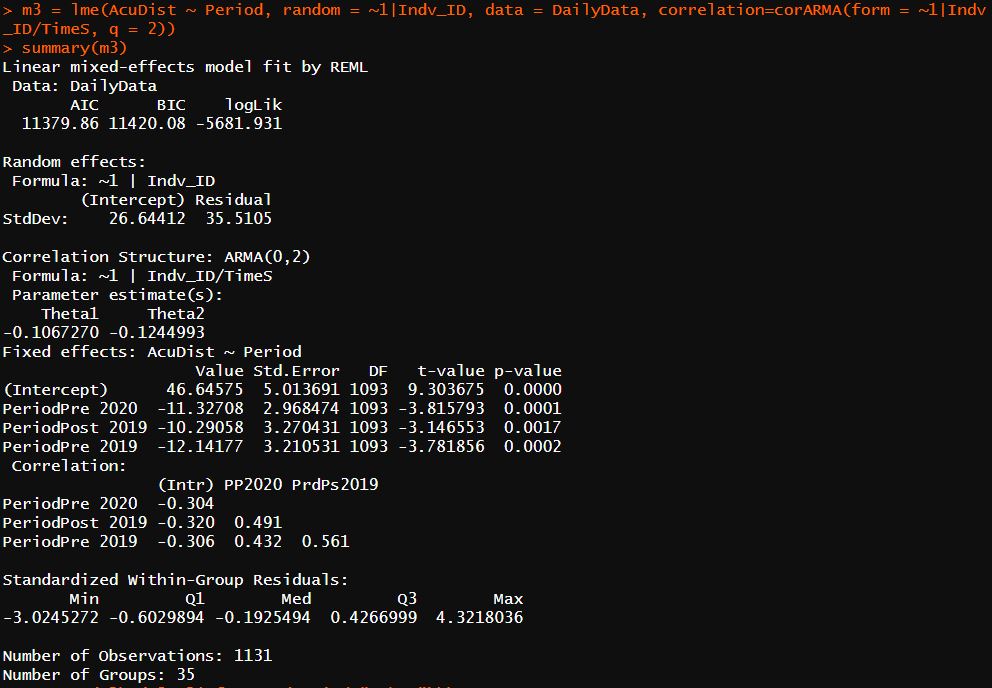 > m3 = lme(AcuDist ~ Period, random = ~1|Indv_ID, data = DailyData, correlation=corARMA(form = ~1|Indv
_ID/TimeS, q = 2))
> summary(m3)
Linear mixed-effects model fit by REML
 Data: DailyData
       AIC      BIC    logLik
  11379.86 11420.08 -5681.931

Random effects:
 Formula: ~1 | Indv_ID
        (Intercept) Residual
StdDev:    26.64412  35.5105

Correlation Structure: ARMA(0,2)
 Formula: ~1 | Indv_ID/TimeS
 Parameter estimate(s):
    Theta1     Theta2
-0.1067270 -0.1244993
Fixed effects: AcuDist ~ Period
                    Value Std.Error   DF   t-value p-value
(Intercept)      46.64575  5.013691 1093  9.303675  0.0000
PeriodPre 2020  -11.32708  2.968474 1093 -3.815793  0.0001
PeriodPost 2019 -10.29058  3.270431 1093 -3.146553  0.0017
PeriodPre 2019  -12.14177  3.210531 1093 -3.781856  0.0002
 Correlation:
                (Intr) PP2020 PrdPs2019
PeriodPre 2020  -0.304
PeriodPost 2019 -0.320  0.491
PeriodPre 2019  -0.306  0.432  0.561

Standardized Within-Group Residuals:
       Min         Q1        Med         Q3        Max
-3.0245272 -0.6029894 -0.1925494  0.4266999  4.3218036

Number of Observations: 1131
Number of Groups: 35